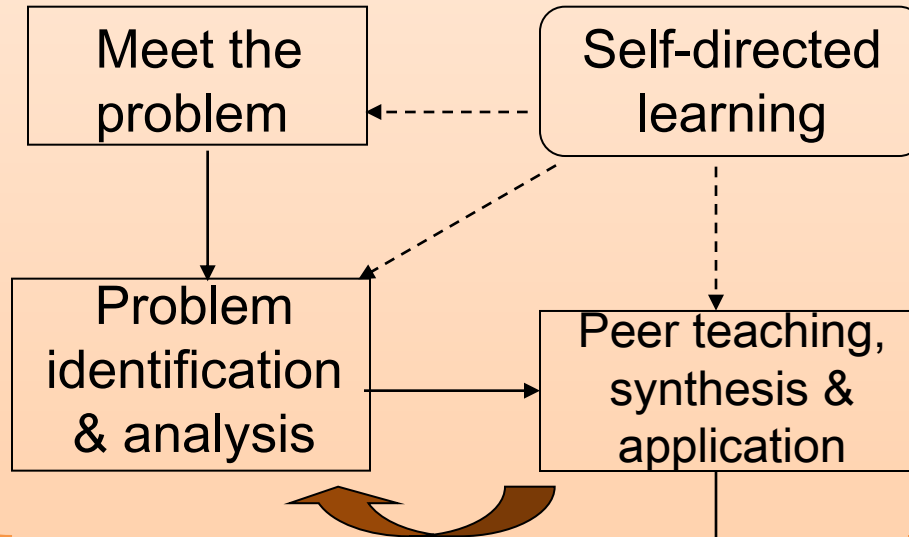 Meet the
problem
Self-directed
learning
Problem
identification
& analysis
Peer teaching,
synthesis &
application